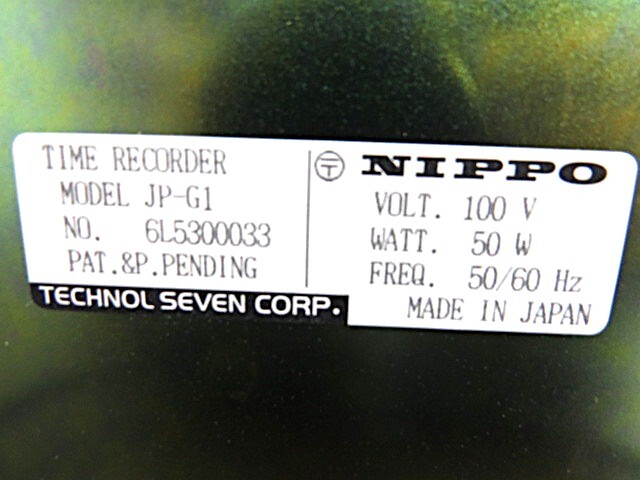 TIME RECORDER
MODEL JP-G1
NO. 6L5300033
PAT.&P.PENDING
TECHNOL SEVEN CORP.
NIPPO
VOLT. 100 V
WATT. 50 W
FREQ. 50/60 Hz
MADE IN JAPAN